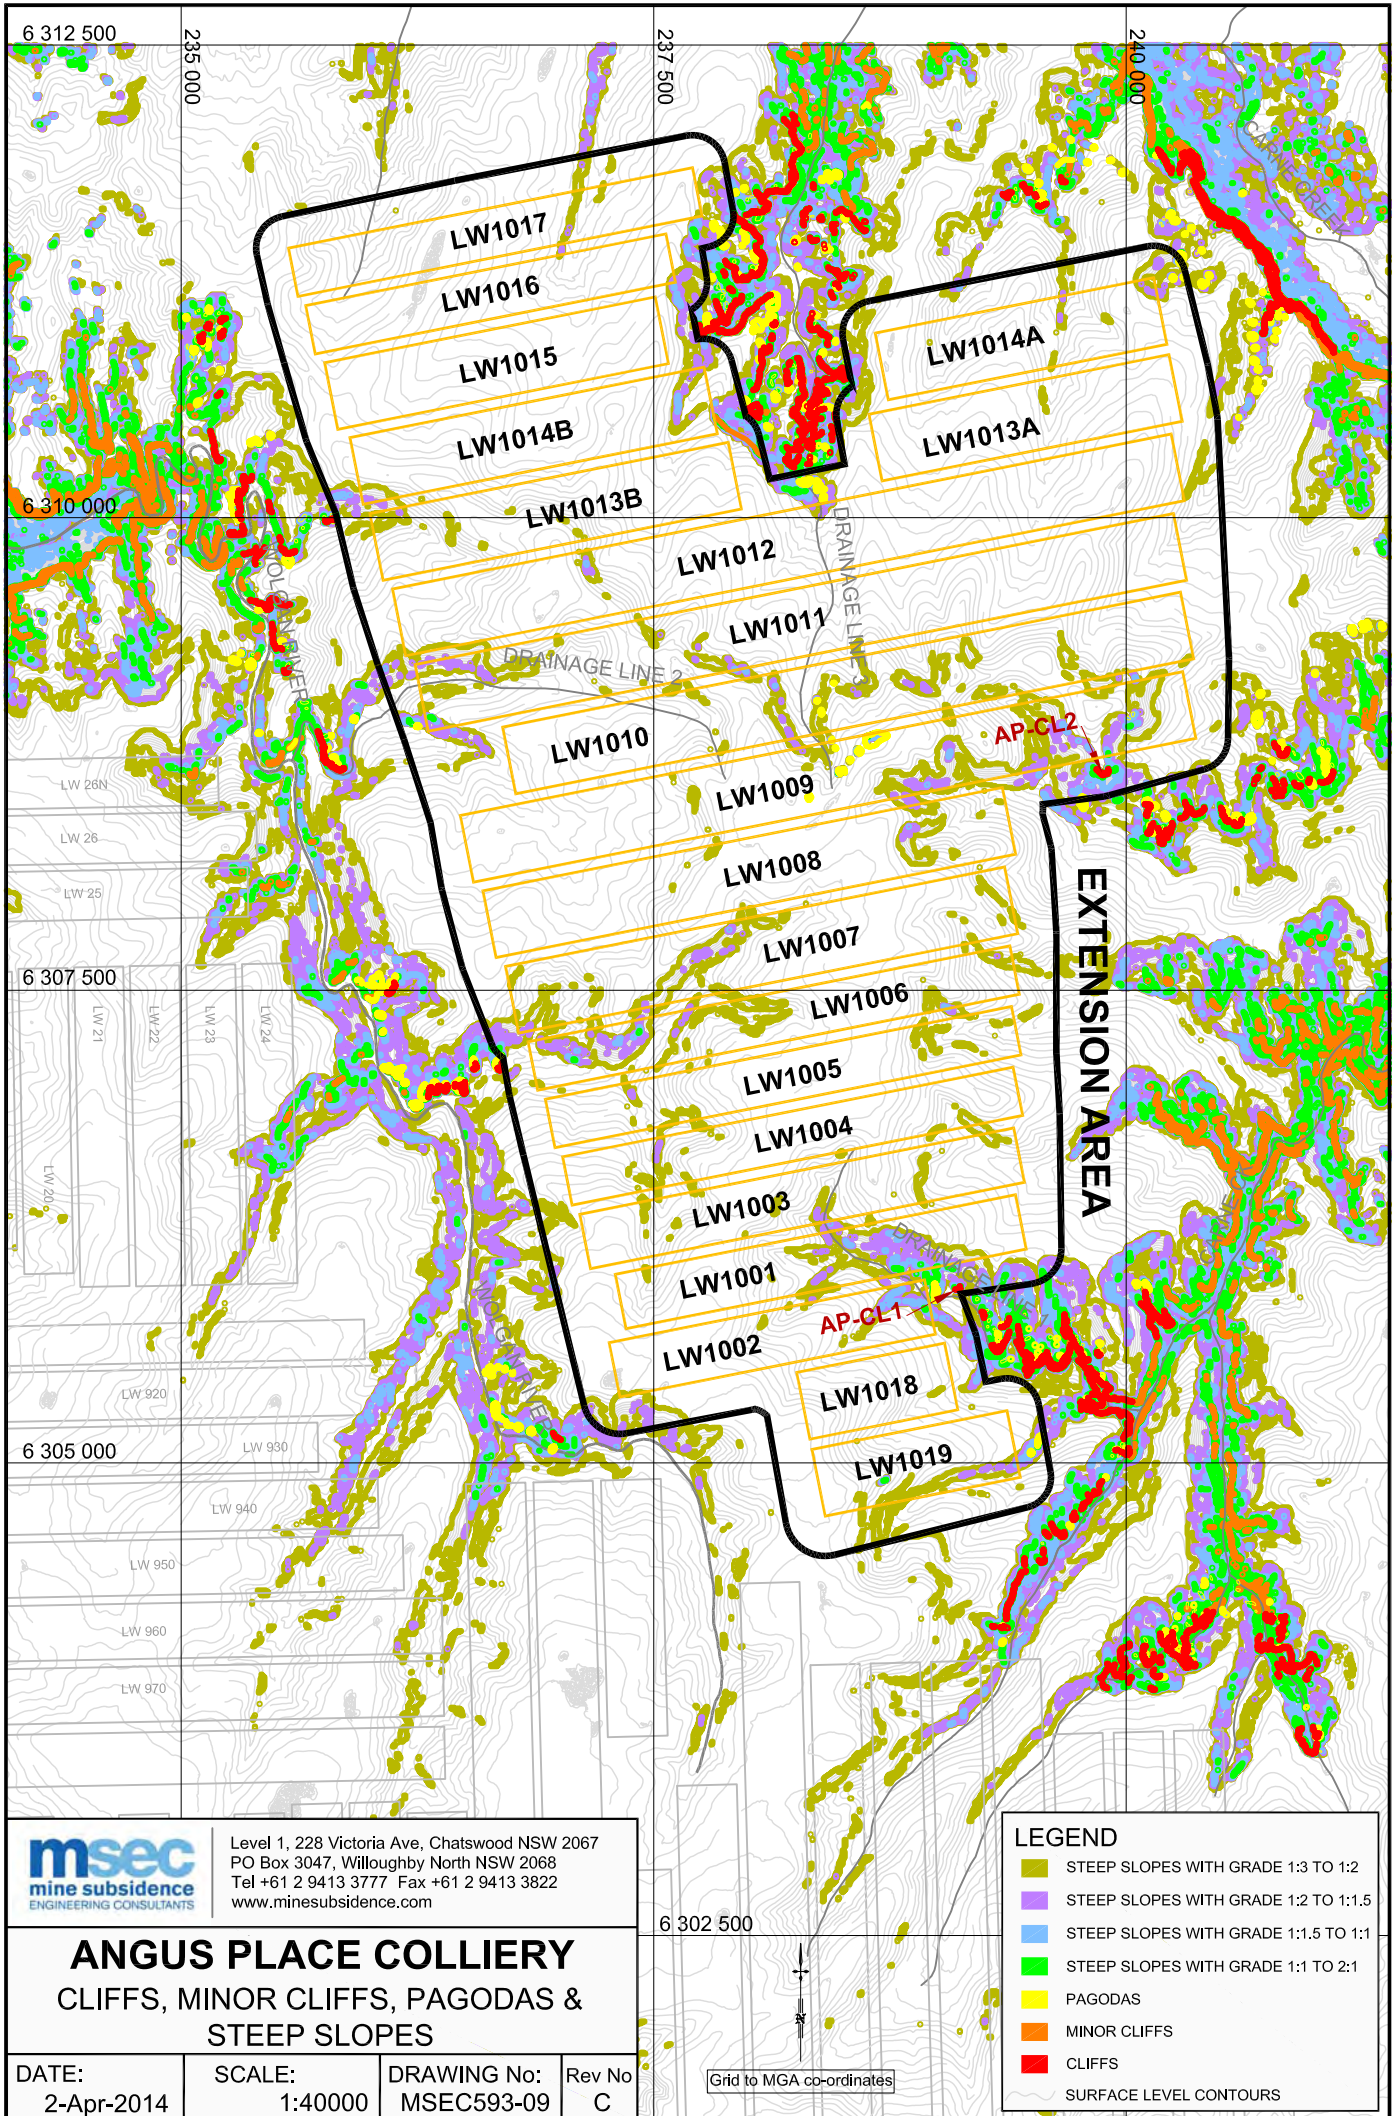 6 312 500
235 000
237 500
240 000
CARNE CREEK
LW1017
LW1016
LW1015
LW1014A
LW1014B
LW1013A
LW1013B
6 310 000
LW1012
DRAINAGE LINE 3
WOLGAN RIVER
LW1011
DRAINAGE LINE 2
LW1010
AP-CL2
LW1009
LW 26N
LW 26
LW 25
LW1008
LW1007
EXTENSION AREA
6 307 500
LW1006
LW 21
LW 22
LW 23
LW 24
LW1005
LW1004
LW 20
LW1003
DRAINAGE LINE 1
LW1001
AP-CL1
WOLGAN RIVER
LW1002
LW1018
LW 920
LW 930
6 305 000
LW1019
LW 940
LW 950
LW 960
LW 970
msec
mine subsidence
ENGINEERING CONSULTANTS
Level 1, 228 Victoria Ave, Chatswood NSW 2067
PO Box 3047, Willoughby North NSW 2068
Tel +61 2 9413 3777 Fax +61 2 9413 3822
www.minesubsidence.com
6 302 500
ANGUS PLACE COLLIERY
CLIFFS, MINOR CLIFFS, PAGODAS &
STEEP SLOPES
DATE:
2-Apr-2014
SCALE:
1:40000
DRAWING No:
MSEC593-09
Rev No
C
N
Grid to MGA co-ordinates
LEGEND
STEEP SLOPES WITH GRADE 1:3 TO 1:2
STEEP SLOPES WITH GRADE 1:2 TO 1:1.5
STEEP SLOPES WITH GRADE 1:1.5 TO 1:1
STEEP SLOPES WITH GRADE 1:1 TO 2:1
PAGODAS
MINOR CLIFFS
CLIFFS
SURFACE LEVEL CONTOURS